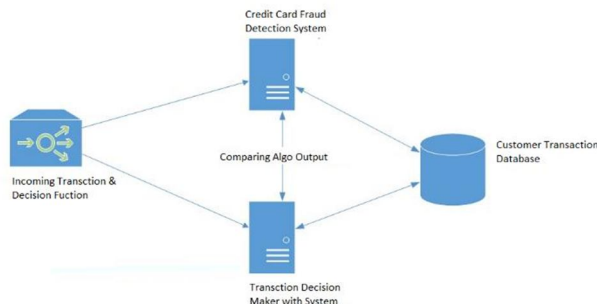 Credit Card Fraud
Detection System
Comparing Algo Output
Customer Transaction
Database
Incoming Transction &
Decision Fuction
Transction Decision
Maker with System